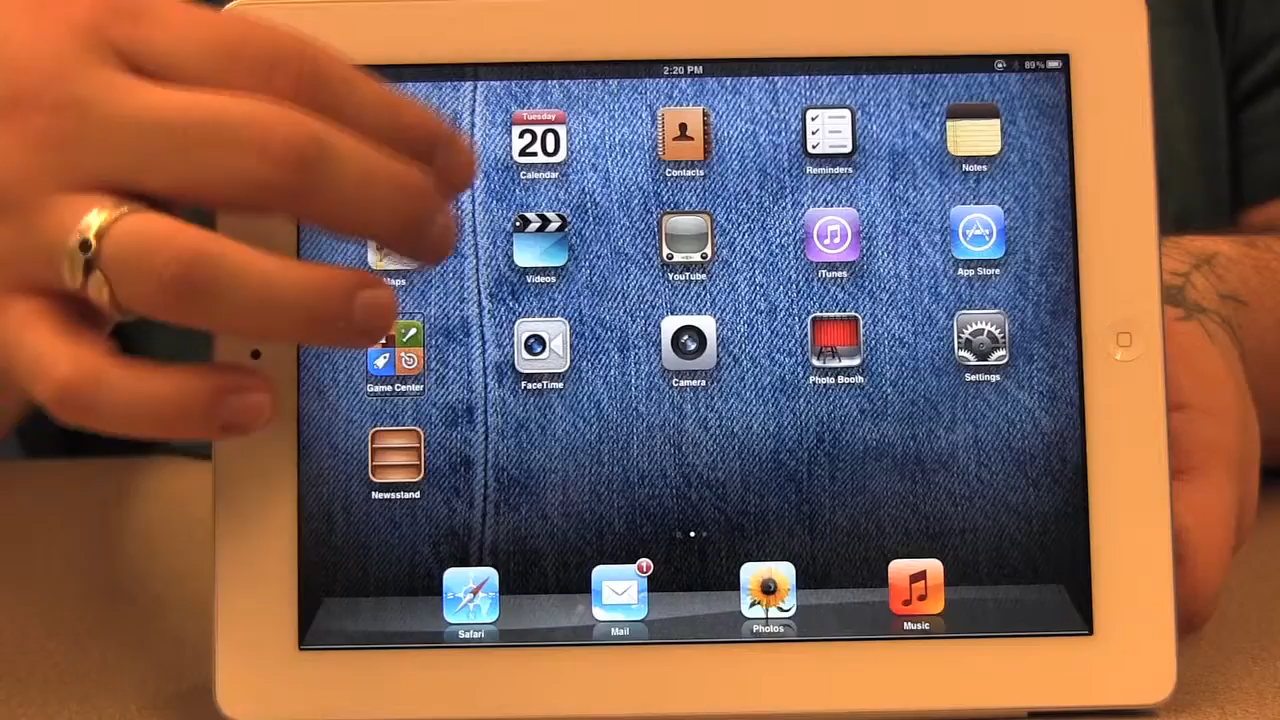 2:20 PM
89%
Tuesday
20
Calendar
Contacts
Reminders
Notes
Maps
Videos
YouTube
iTunes
App Store
Game Center
FaceTime
Camera
Photo Booth
Settings
Newsstand
1
Safari
Mail
Photos
Music